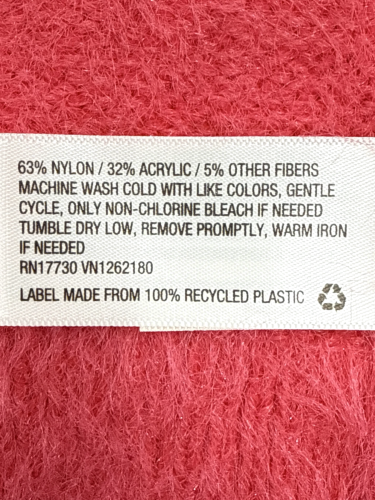 63% NYLON / 32% ACRYLIC / 5% OTHER FIBERS
MACHINE WASH COLD WITH LIKE COLORS, GENTLE
CYCLE, ONLY NON-CHLORINE BLEACH IF NEEDED
TUMBLE DRY LOW, REMOVE PROMPTLY, WARM IRON
IF NEEDED
RN17730 VN1262180
LABEL MADE FROM 100% RECYCLED PLASTIC